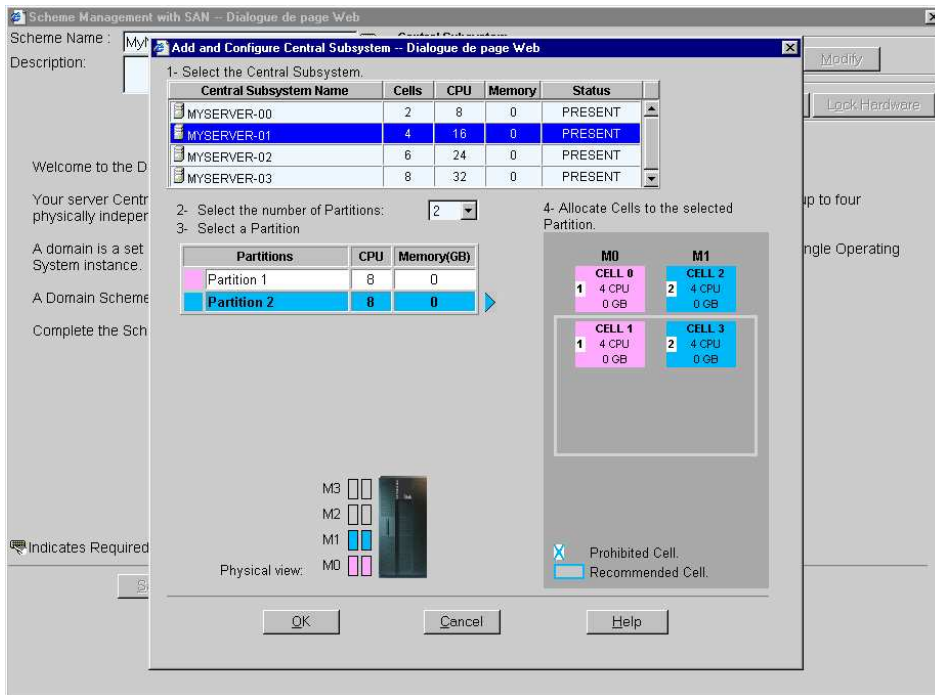 Scheme Management with SAN -- Dialogue de page Web
Scheme Name :
Description:
Modify
Lock Hardware
Welcome to the D
Your server Centr
up to four
physically indeper
A domain is a set
ngle Operating
System instance.
A Domain Scheme
Complete the Sch
Indicates Required
Add and Configure Central Subsystem -- Dialogue de page Web
1- Select the Central Subsystem.
Central Subsystem Name Cells CPU Memory Status
MYSERVER-00 2 8 0 PRESENT
MYSERVER-01 4 16 0 PRESENT
MYSERVER-02 6 24 0 PRESENT
MYSERVER-03 8 32 0 PRESENT
2- Select the number of Partitions: 2
3- Select a Partition
Partitions CPU Memory(GB)
Partition 1 8 0
Partition 2 8 0
4- Allocate Cells to the selected
Partition.
M0 M1
CELL 0 CELL 2
1 4 CPU 2 4 CPU
0 GB 0 GB
CELL 1 CELL 3
1 4 CPU 2 4 CPU
0 GB 0 GB
Prohibited Cell.
Recommended Cell.
M3
M2
M1
Physical view: M0
OK Cancel Help